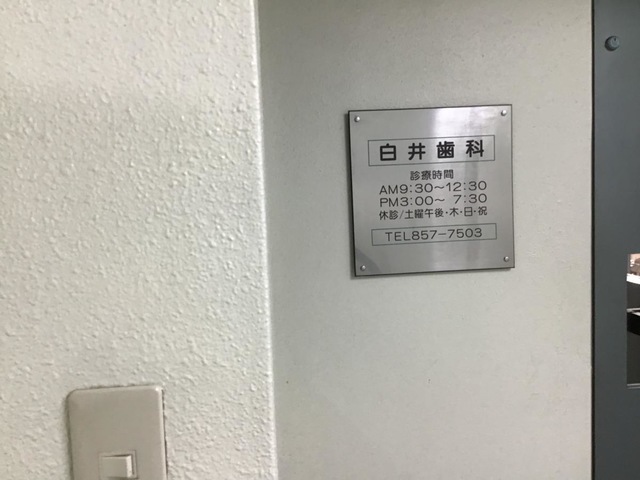 白井歯科
診療時間
AM9:30〜12:30
PM3:00〜 7:30
休診/土曜午後・木・日・祝
TEL857-7503